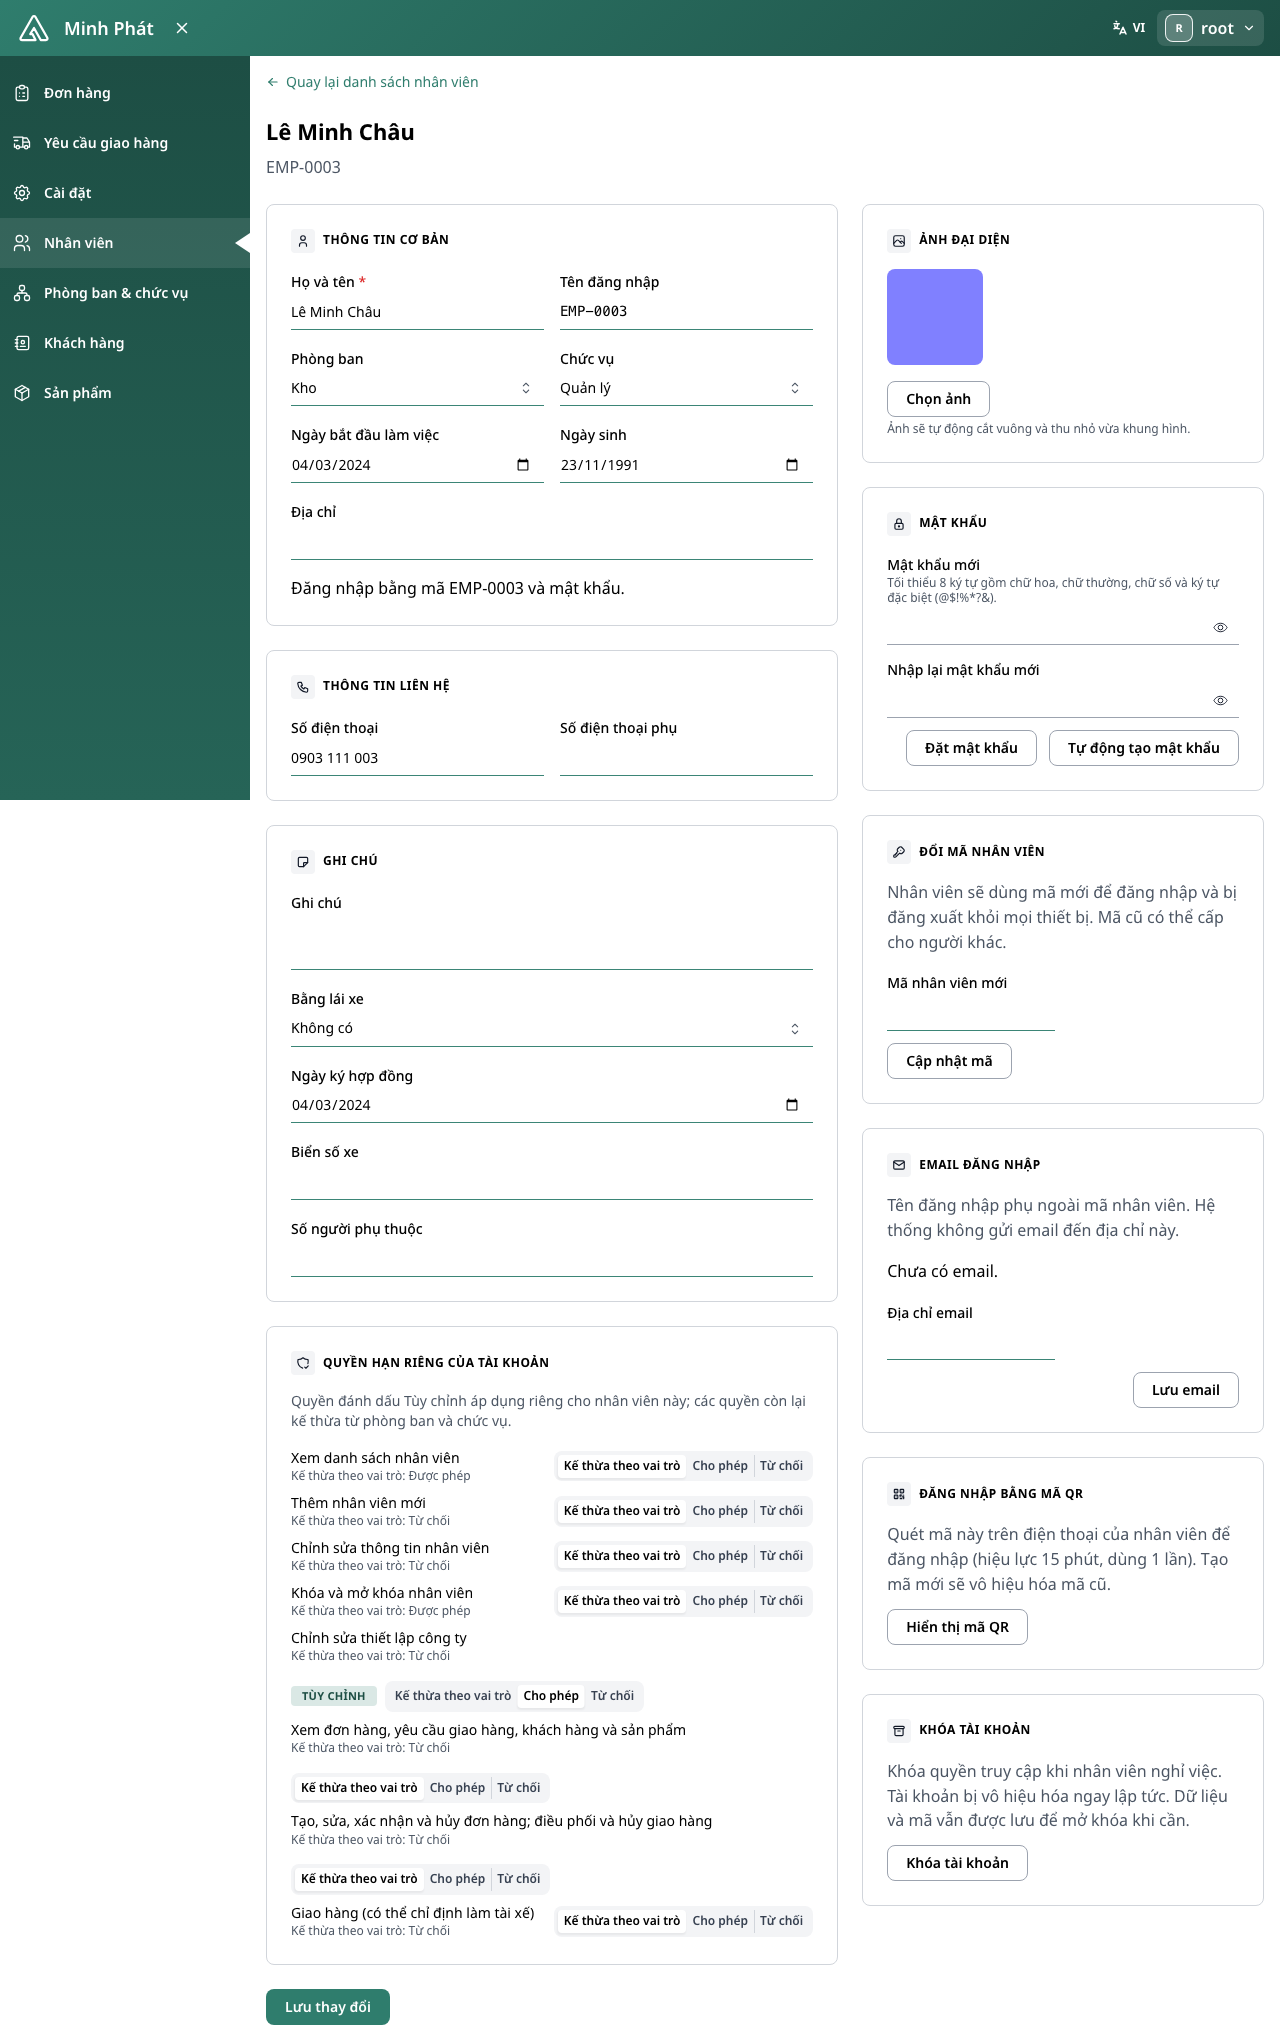 Minh Phát
VI
R
root
Đơn hàng
Yêu cầu giao hàng
Cài đặt
Nhân viên
Phòng ban & chức vụ
Khách hàng
Sản phẩm
Quay lại danh sách nhân viên
Lê Minh Châu
EMP-0003
THÔNG TIN CƠ BẢN
Họ và tên *
Lê Minh Châu
Tên đăng nhập
EMP-0003
Phòng ban
Kho
Chức vụ
Quản lý
Ngày bắt đầu làm việc
04/03/2024
Ngày sinh
23/11/1991
Địa chỉ
Đăng nhập bằng mã EMP-0003 và mật khẩu.
THÔNG TIN LIÊN HỆ
Số điện thoại
0903 111 003
Số điện thoại phụ
GHI CHÚ
Ghi chú
Bằng lái xe
Không có
Ngày ký hợp đồng
04/03/2024
Biển số xe
Số người phụ thuộc
QUYỀN HẠN RIÊNG CỦA TÀI KHOẢN
Quyền đánh dấu Tùy chỉnh áp dụng riêng cho nhân viên này; các quyền còn lại
kế thừa từ phòng ban và chức vụ.
Xem danh sách nhân viên
Kế thừa theo vai trò: Được phép
Kế thừa theo vai trò Cho phép Từ chối
Thêm nhân viên mới
Kế thừa theo vai trò: Từ chối
Kế thừa theo vai trò Cho phép Từ chối
Chỉnh sửa thông tin nhân viên
Kế thừa theo vai trò: Từ chối
Kế thừa theo vai trò Cho phép Từ chối
Khóa và mở khóa nhân viên
Kế thừa theo vai trò: Được phép
Kế thừa theo vai trò Cho phép Từ chối
Chỉnh sửa thiết lập công ty
Kế thừa theo vai trò: Từ chối
TÙY CHỈNH Kế thừa theo vai trò Cho phép Từ chối
Xem đơn hàng, yêu cầu giao hàng, khách hàng và sản phẩm
Kế thừa theo vai trò: Từ chối
Kế thừa theo vai trò Cho phép Từ chối
Tạo, sửa, xác nhận và hủy đơn hàng; điều phối và hủy giao hàng
Kế thừa theo vai trò: Từ chối
Kế thừa theo vai trò Cho phép Từ chối
Giao hàng (có thể chỉ định làm tài xế)
Kế thừa theo vai trò: Từ chối
Kế thừa theo vai trò Cho phép Từ chối
Lưu thay đổi
ẢNH ĐẠI DIỆN
Chọn ảnh
Ảnh sẽ tự động cắt vuông và thu nhỏ vừa khung hình.
MẬT KHẨU
Mật khẩu mới
Tối thiểu 8 ký tự gồm chữ hoa, chữ thường, chữ số và ký tự
đặc biệt (@$!%*?&).
Nhập lại mật khẩu mới
Đặt mật khẩu
Tự động tạo mật khẩu
ĐỔI MÃ NHÂN VIÊN
Nhân viên sẽ dùng mã mới để đăng nhập và bị
đăng xuất khỏi mọi thiết bị. Mã cũ có thể cấp
cho người khác.
Mã nhân viên mới
Cập nhật mã
EMAIL ĐĂNG NHẬP
Tên đăng nhập phụ ngoài mã nhân viên. Hệ
thống không gửi email đến địa chỉ này.
Chưa có email.
Địa chỉ email
Lưu email
ĐĂNG NHẬP BẰNG MÃ QR
Quét mã này trên điện thoại của nhân viên để
đăng nhập (hiệu lực 15 phút, dùng 1 lần). Tạo
mã mới sẽ vô hiệu hóa mã cũ.
Hiển thị mã QR
KHÓA TÀI KHOẢN
Khóa quyền truy cập khi nhân viên nghỉ việc.
Tài khoản bị vô hiệu hóa ngay lập tức. Dữ liệu
và mã vẫn được lưu để mở khóa khi cần.
Khóa tài khoản